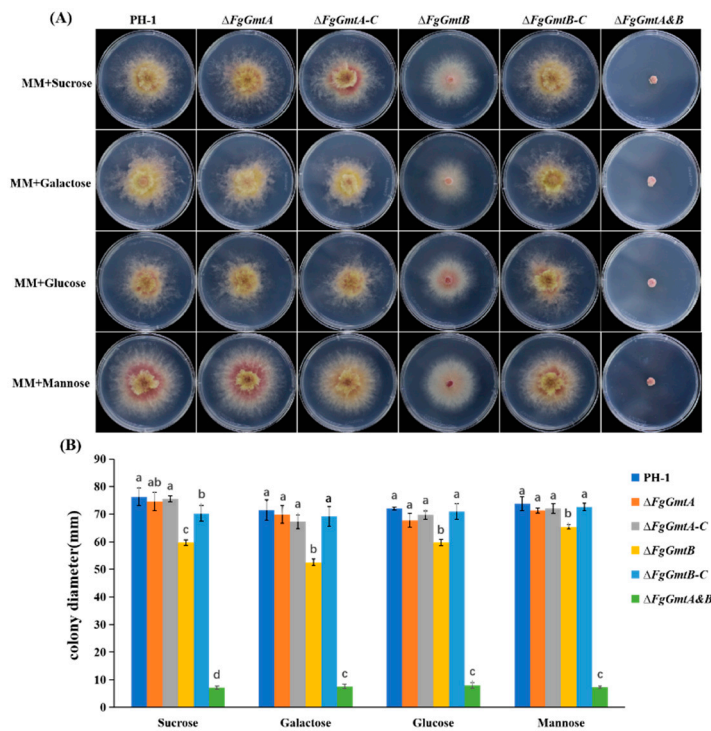 (A)
PH-1 ΔFgGmtA ΔFgGmtA-C ΔFgGmtB ΔFgGmtB-C ΔFgGmtA&B
MM+Sucrose
MM+Galactose
MM+Glucose
MM+Mannose
(B)
colony diameter(mm)
90
80
70
60
50
40
30
20
10
0
a ab a c b d
a a a b a c
a a a b a c
a a a b a c
Sucrose Galactose Glucose Mannose
PH-1
ΔFgGmtA
ΔFgGmtA-C
ΔFgGmtB
ΔFgGmtB-C
ΔFgGmtA&B